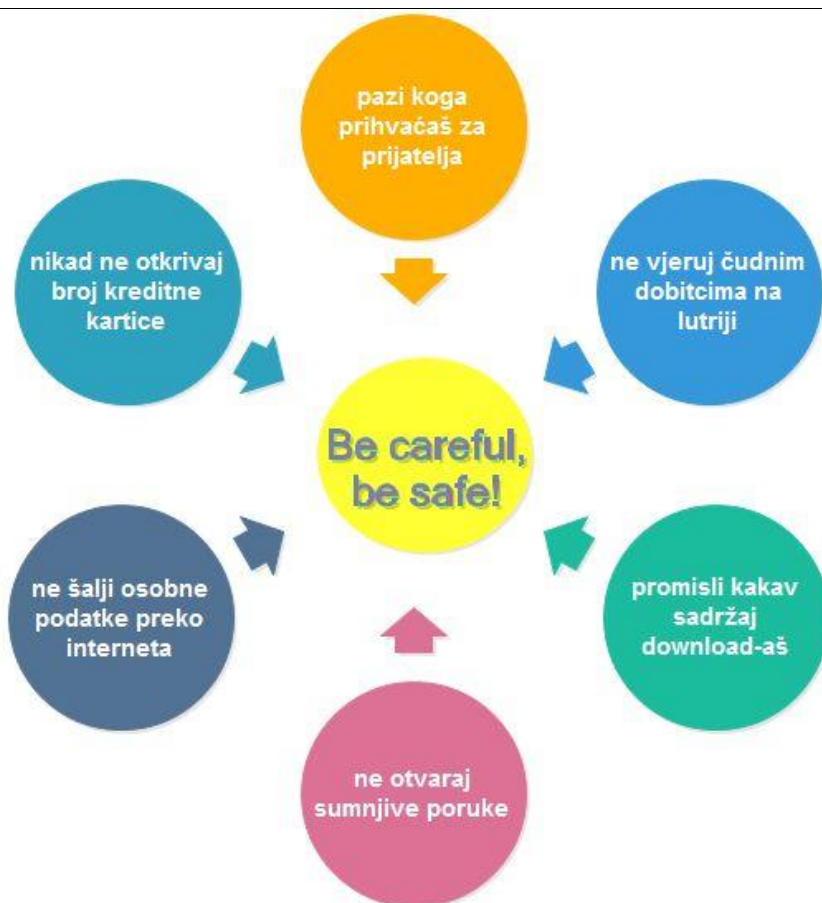 pazi koga
prihvaćaš za
prijatelja
nikad ne otkrivaj
broj kreditne
kartice
ne vjeruj čudnim
dobitcima na
lutriji
Be careful,
be safe!
ne šalji osobne
podatke preko
interneta
promisli kakav
sadržaj
download-aš
ne otvaraj
sumnjive poruke